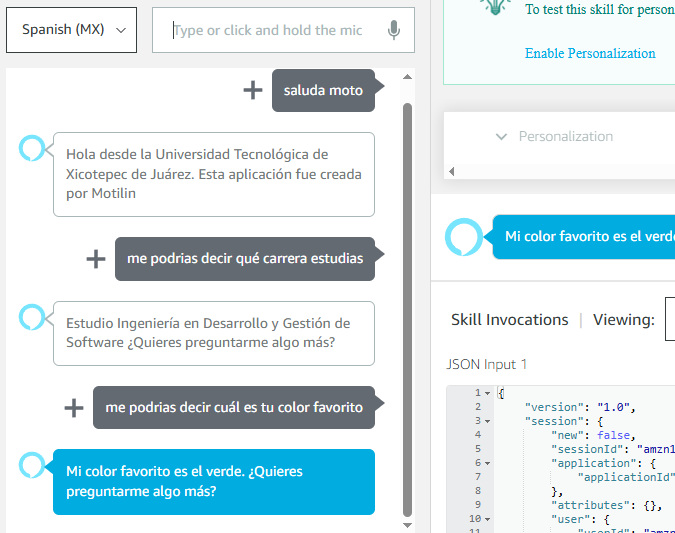 Spanish (MX)
Type or click and hold the mic
saluda moto
Hola desde la Universidad Tecnológica de
Xicotepec de Juárez. Esta aplicación fue creada
por Motilin
me podrias decir qué carrera estudias
Estudio Ingeniería en Desarrollo y Gestión de
Software ¿Quieres preguntarme algo más?
me podrias decir cuál es tu color favorito
Mi color favorito es el verde. ¿Quieres
preguntarme algo más?
To test this skill for person
Enable Personalization
Personalization
Mi color favorito es el verde
Skill Invocations | Viewing:
JSON Input 1
1 {
2 "version": "1.0",
3 "session": {
4 "new": false,
5 "sessionId": "amzn1
6 "application": {
7 "applicationId"
8 },
9 "attributes": {},
10 "user": {
11 "userId": "amzn